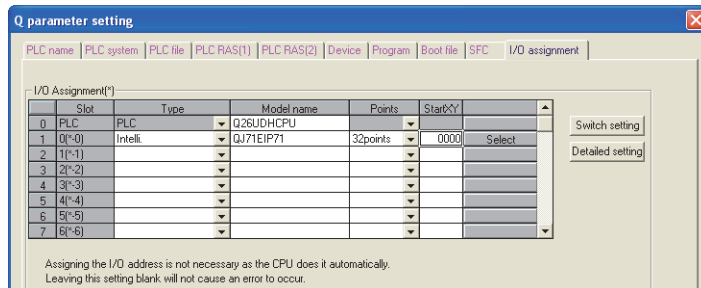 Q parameter setting
PLC name PLC system PLC file PLC RAS(1) PLC RAS(2) Device Program Boot file SFC I/O assignment
I/O Assignment(*)
Slot Type Model name Points StartXY
0 PLC PLC Q26UDHCPU
Switch setting
1 0(*-0) Intelli. QJ71EIP71 32points 0000 Select
2 1(*-1)
Detailed setting
3 2(*-2)
4 3(*-3)
5 4(*-4)
6 5(*-5)
7 6(*-6)
Assigning the I/O address is not necessary as the CPU does it automatically.
Leaving this setting blank will not cause an error to occur.